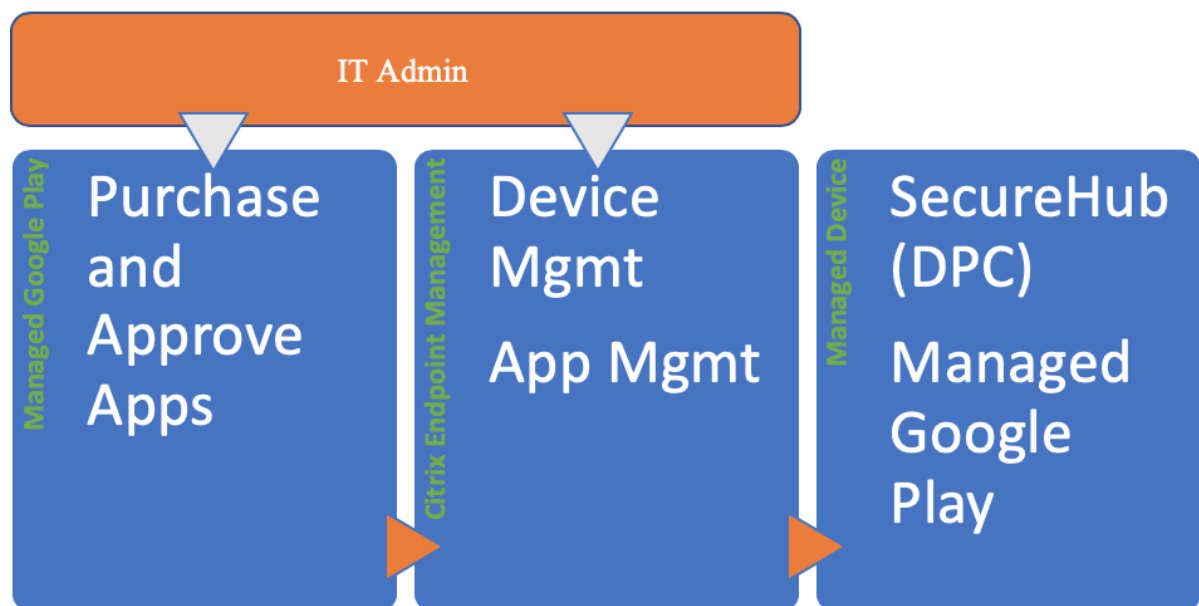 IT Admin
Managed Google Play
Purchase
and
Approve
Apps
Citrix Endpoint Management
Device
Mgmt
App Mgmt
Managed Device
SecureHub
(DPC)
Managed
Google
Play